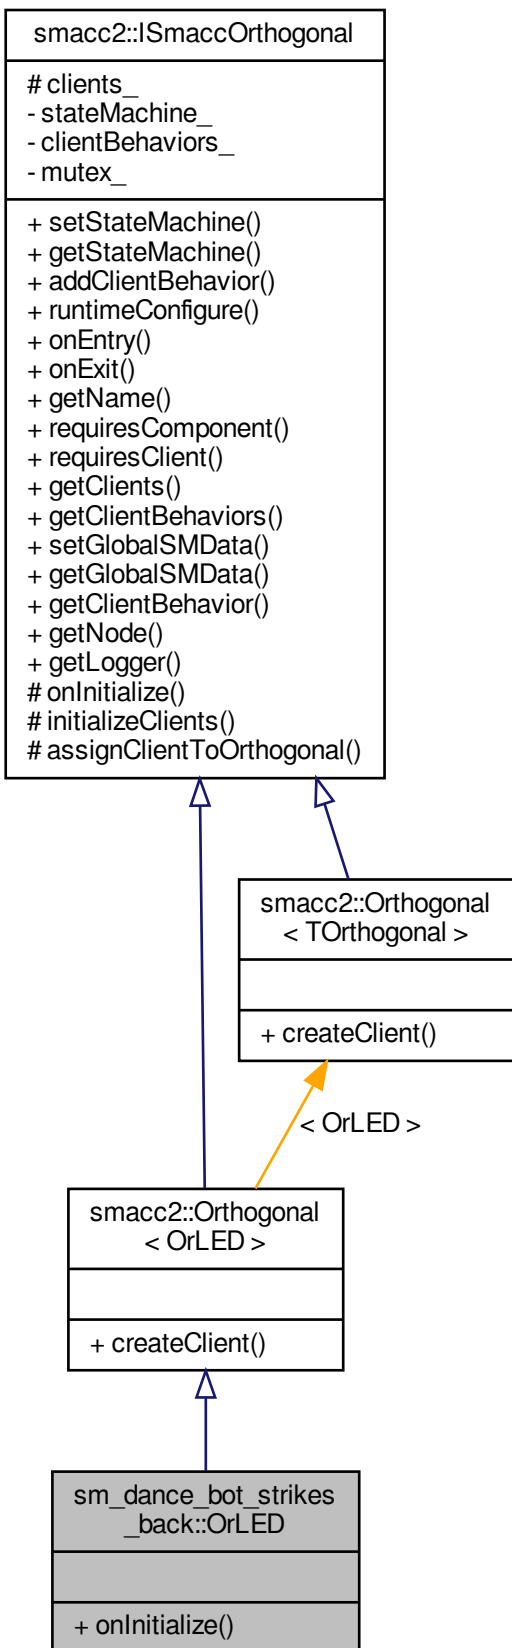 smacc2::ISmaccOrthogonal
# clients_
- stateMachine_
- clientBehaviors_
- mutex_
+ setStateMachine()
+ getStateMachine()
+ addClientBehavior()
+ runtimeConfigure()
+ onEntry()
+ onExit()
+ getName()
+ requiresComponent()
+ requiresClient()
+ getClients()
+ getClientBehaviors()
+ setGlobalSMData()
+ getGlobalSMData()
+ getClientBehavior()
+ getNode()
+ getLogger()
# onInitialize()
# initializeClients()
# assignClientToOrthogonal()
smacc2::Orthogonal
< TOrthogonal >
+ createClient()
< OrLED >
smacc2::Orthogonal
< OrLED >
+ createClient()
sm_dance_bot_strikes
_back::OrLED
+ onInitialize()